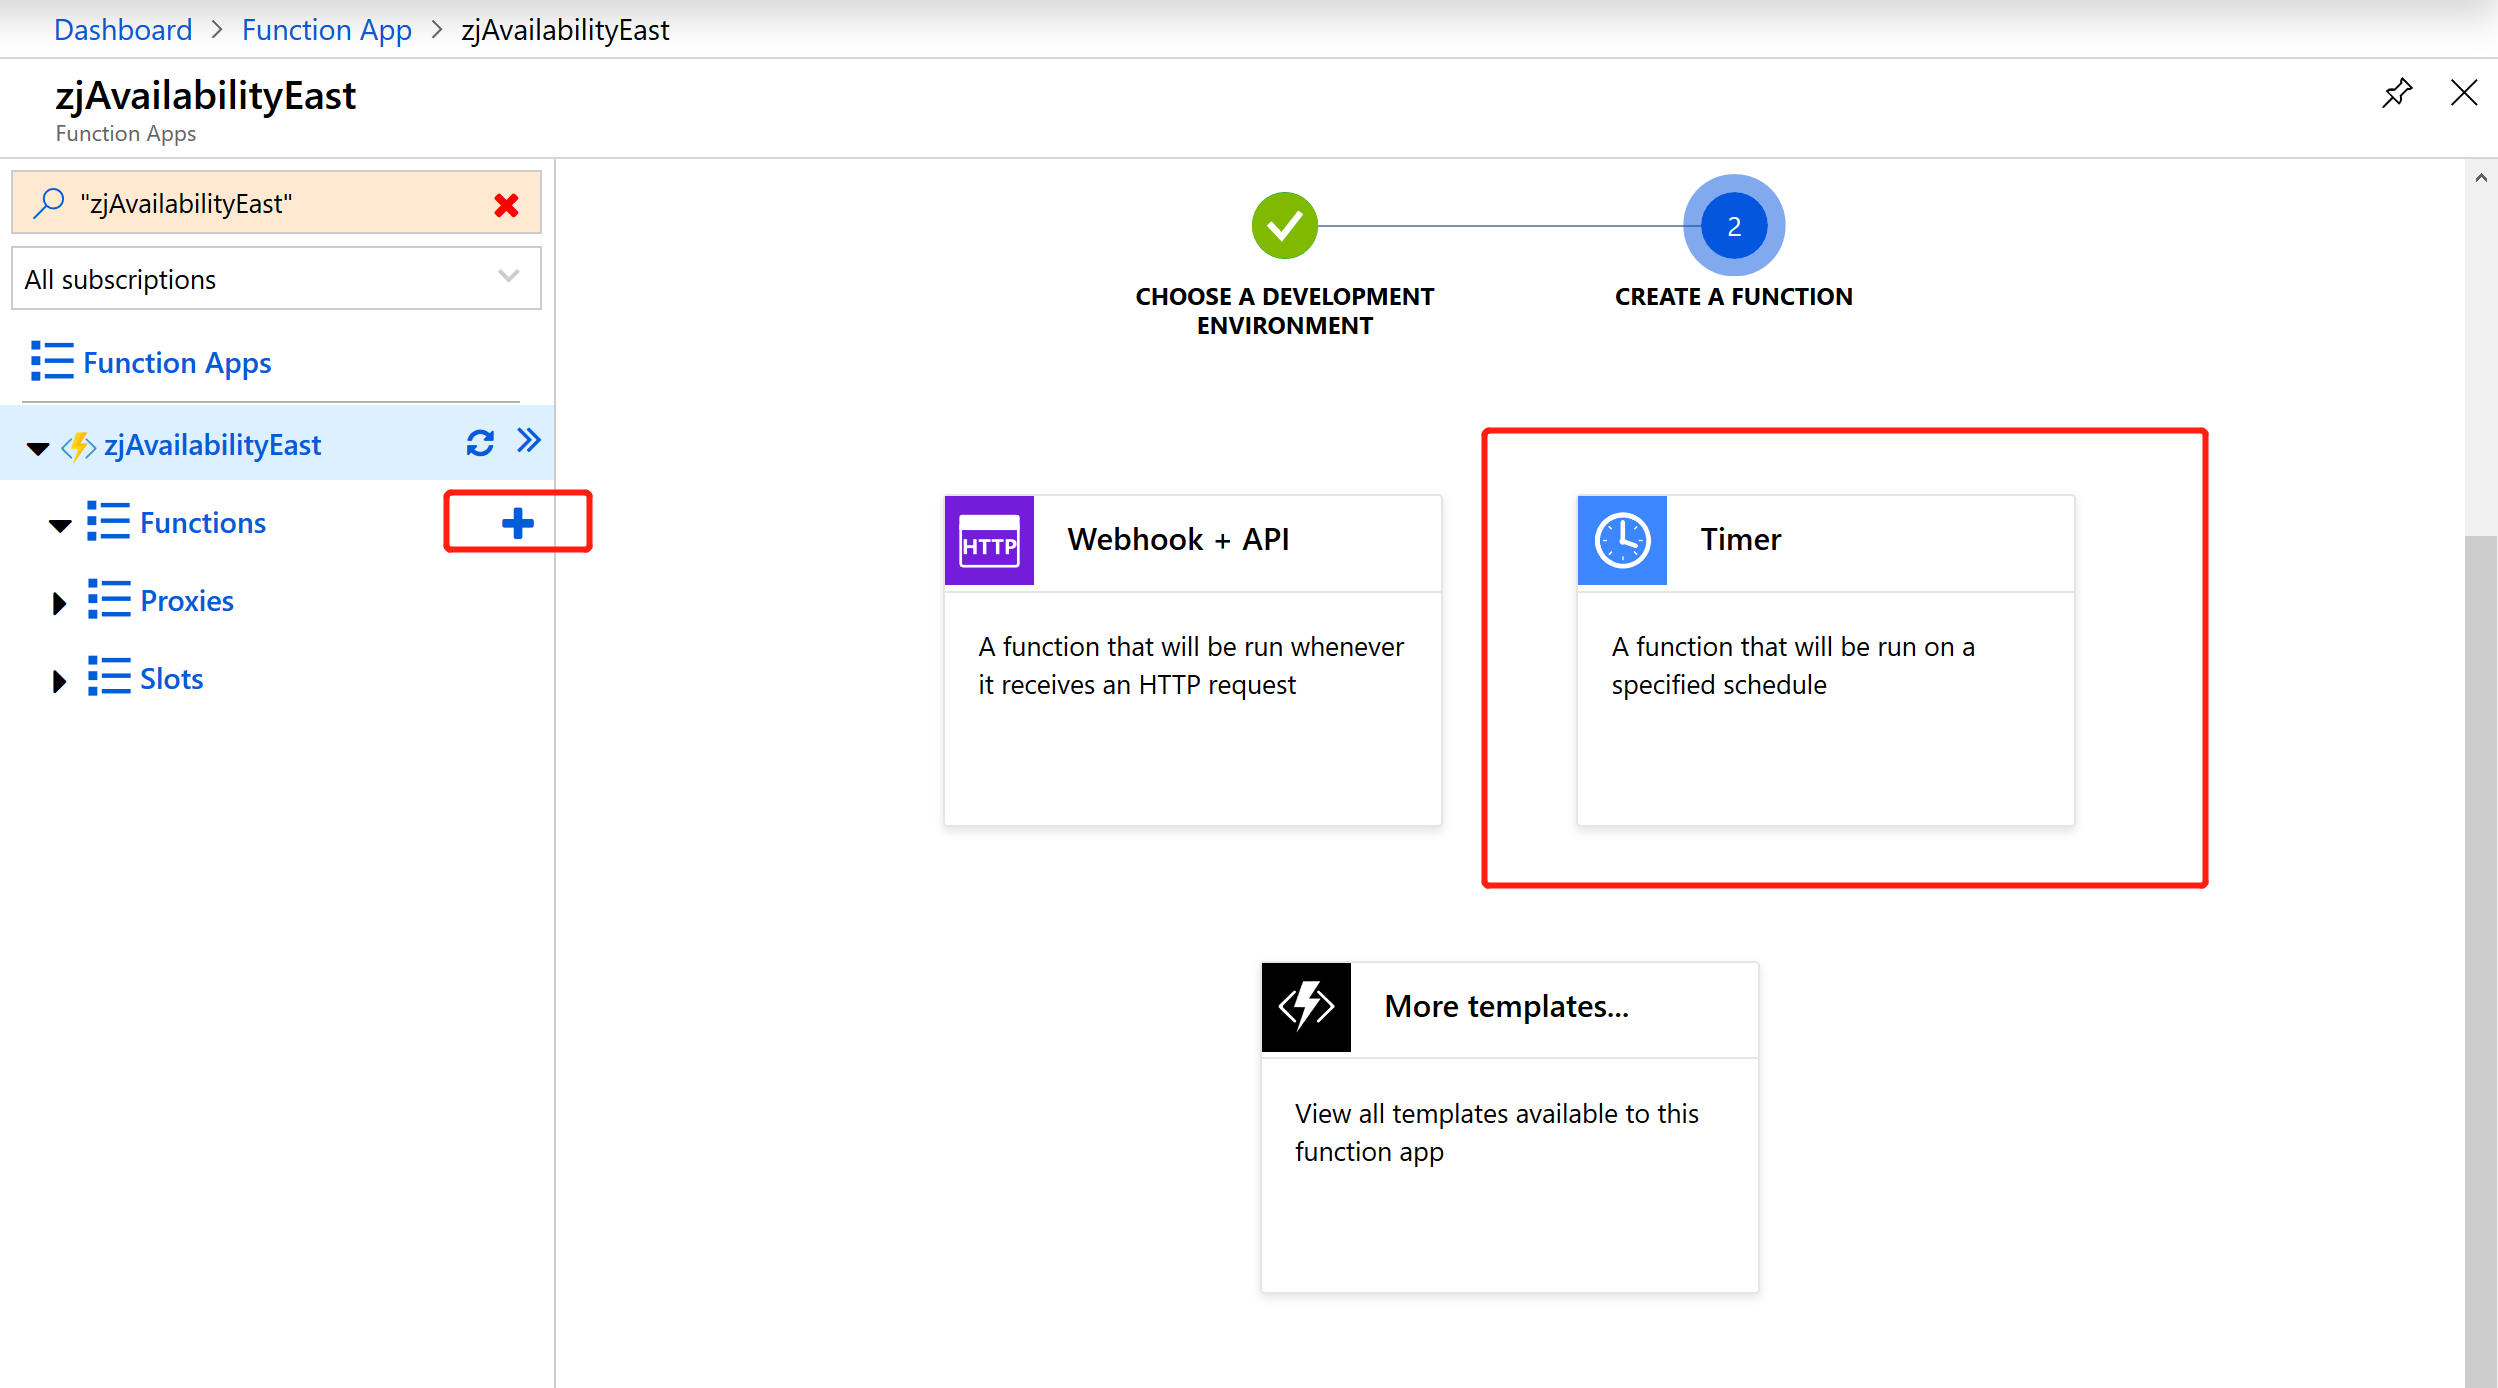 Dashboard > Function App > zjAvailabilityEast
zjAvailabilityEast
Function Apps
"zjAvailabilityEast"
All subscriptions
Function Apps
zjAvailabilityEast
Functions
Proxies
Slots
2
CHOOSE A DEVELOPMENT
ENVIRONMENT
CREATE A FUNCTION
HTTP
Webhook + API
A function that will be run whenever
it receives an HTTP request
Timer
A function that will be run on a
specified schedule
More templates...
View all templates available to this
function app